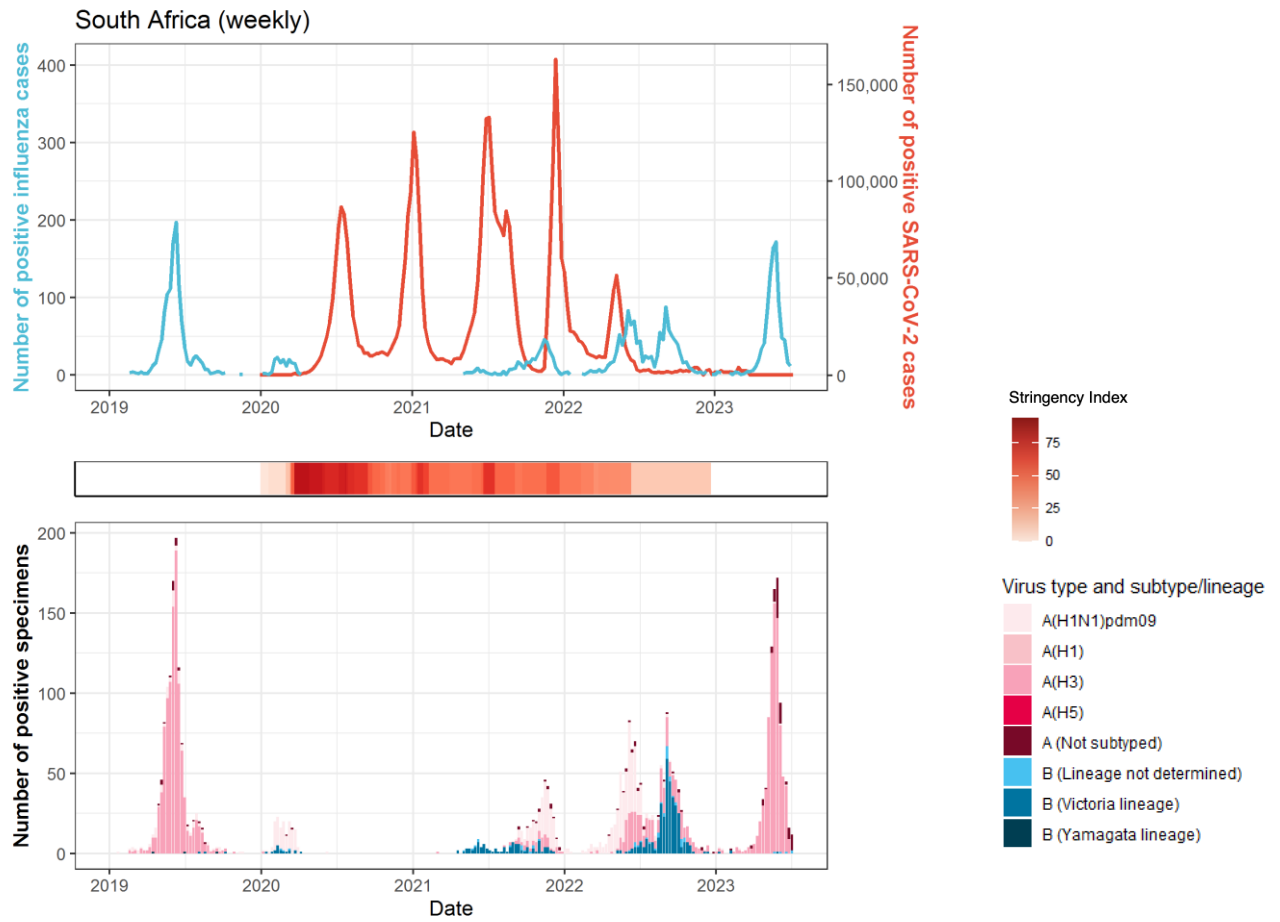 South Africa (weekly)
Number of positive influenza cases
400
300
200
100
0
150,000
100,000
50,000
0
Number of positive SARS-CoV-2 cases
2019 2020 2021 2022 2023
Date
Stringency Index
75
50
25
0
Number of positive specimens
200
150
100
50
0
2019 2020 2021 2022 2023
Date
Virus type and subtype/lineage
A(H1N1)pdm09
A(H1)
A(H3)
A(H5)
A (Not subtyped)
B (Lineage not determined)
B (Victoria lineage)
B (Yamagata lineage)